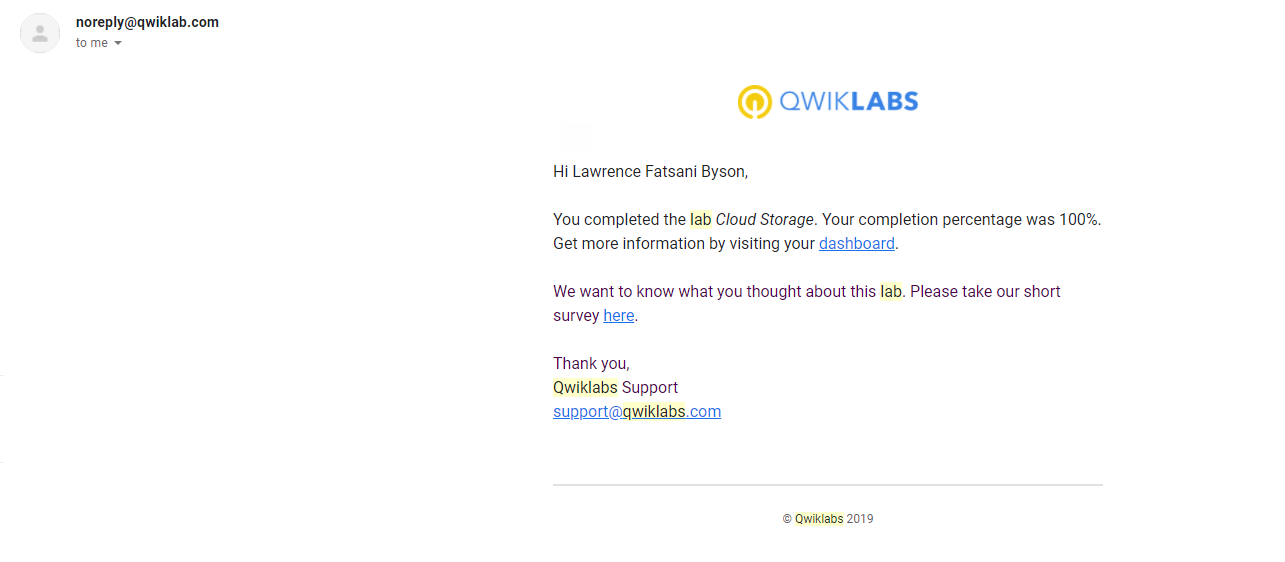 noreply@qwiklab.com
to me
QWIKLABS
Hi Lawrence Fatsani Byson,
You completed the lab Cloud Storage. Your completion percentage was 100%.
Get more information by visiting your dashboard.
We want to know what you thought about this lab. Please take our short
survey here.
Thank you,
Qwiklabs Support
support@qwiklabs.com
© Qwiklabs 2019